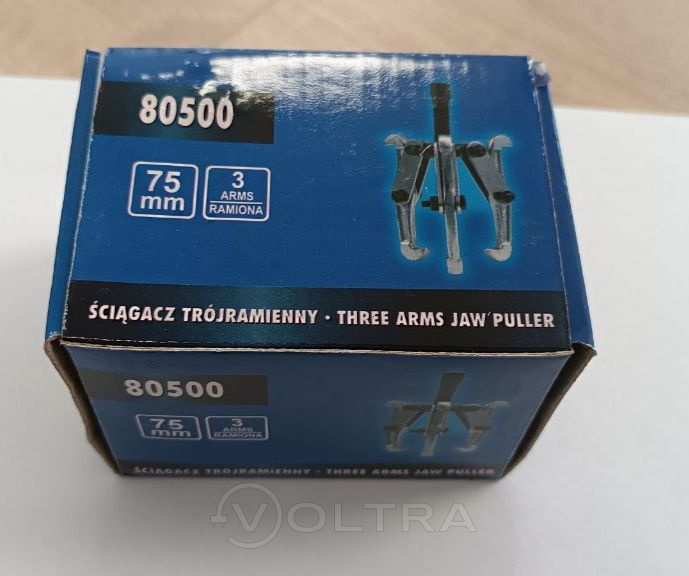 80500
75 mm
3 ARMS RAMIONA
ŚCIĄGACZ TRÓJRAMIENNY · THREE ARMS JAW PULLER
80500
75 mm
3 ARMS RAMIONA
ŚCIĄGACZ TRÓJRAMIENNY · THREE ARMS JAW PULLER
VOLTRA